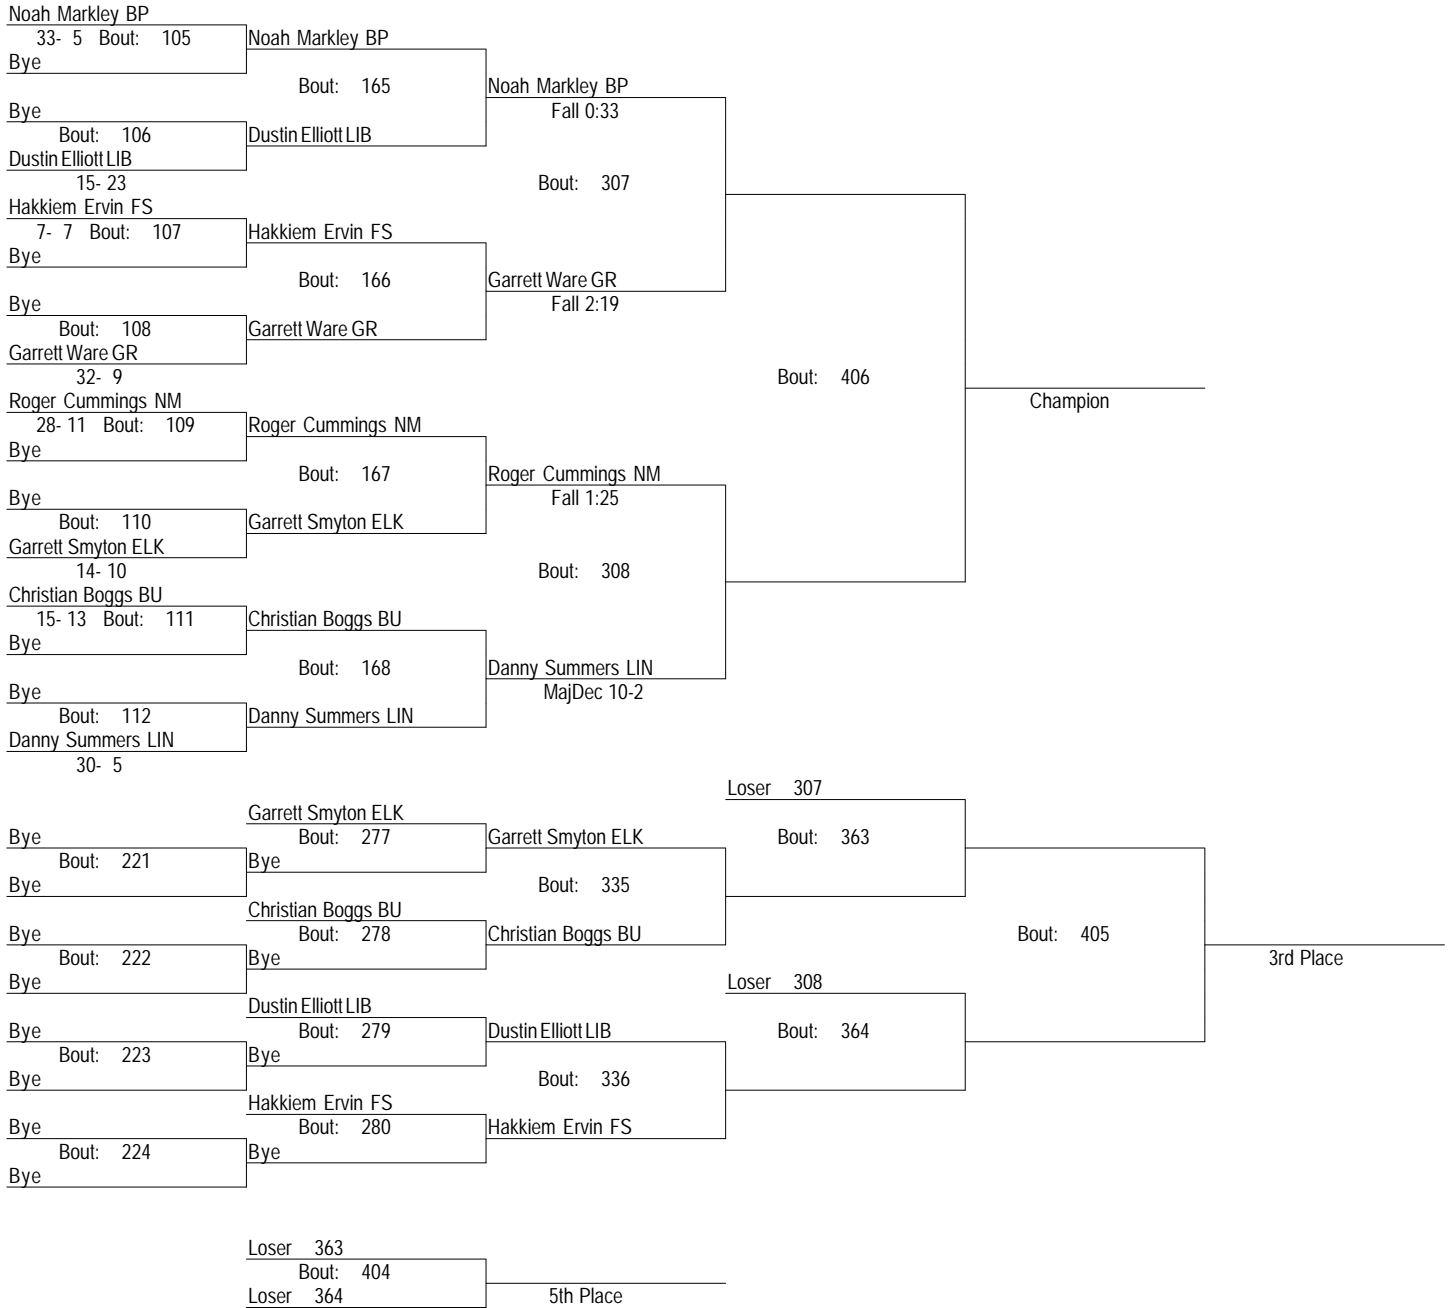 Noah Markley BP
33- 5 Bout: 105 Noah Markley BP
Bye
Bout: 165 Noah Markley BP
Bye Fall 0:33
Bout: 106 Dustin Elliott LIB
Dustin Elliott LIB
15- 23 Bout: 307
Hakkiem Ervin FS
7- 7 Bout: 107 Hakkiem Ervin FS
Bye
Bout: 166 Garrett Ware GR
Bye Fall 2:19
Bout: 108 Garrett Ware GR
Garrett Ware GR
32- 9 Bout: 406
Roger Cummings NM Champion
28- 11 Bout: 109 Roger Cummings NM
Bye
Bout: 167 Roger Cummings NM
Bye Fall 1:25
Bout: 110 Garrett Smyton ELK
Garrett Smyton ELK
14- 10 Bout: 308
Christian Boggs BU
15- 13 Bout: 111 Christian Boggs BU
Bye
Bout: 168 Danny Summers LIN
Bye MajDec 10-2
Bout: 112 Danny Summers LIN
Danny Summers LIN
30- 5
Loser 307
Garrett Smyton ELK
Bye Bout: 277 Garrett Smyton ELK Bout: 363
Bout: 221 Bye
Bye Bout: 335
Christian Boggs BU
Bye Bout: 278 Christian Boggs BU Bout: 405
Bout: 222 Bye 3rd Place
Bye Loser 308
Dustin Elliott LIB
Bye Bout: 279 Dustin Elliott LIB Bout: 364
Bout: 223 Bye
Bye Bout: 336
Hakkiem Ervin FS
Bye Bout: 280 Hakkiem Ervin FS
Bout: 224 Bye
Bye
Loser 363
Bout: 404
Loser 364 5th Place